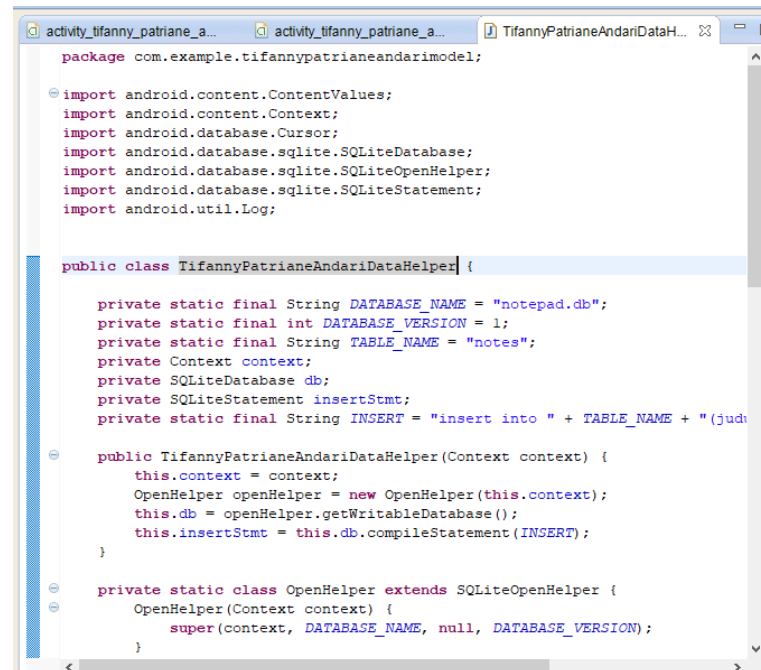 activity_tifanny_patriane_a...
activity_tifanny_patriane_a...
TifannyPatrianeAndariDataH...
package com.example.tifannypatrianeandarimodel;
import android.content.ContentValues;
import android.content.Context;
import android.database.Cursor;
import android.database.sqlite.SQLiteDatabase;
import android.database.sqlite.SQLiteOpenHelper;
import android.database.sqlite.SQLiteStatement;
import android.util.Log;
public class TifannyPatrianeAndariDataHelper {
private static final String DATABASE_NAME = "notepad.db";
private static final int DATABASE_VERSION = 1;
private static final String TABLE_NAME = "notes";
private Context context;
private SQLiteDatabase db;
private SQLiteStatement insertStmt;
private static final String INSERT = "insert into " + TABLE_NAME + "(judu
public TifannyPatrianeAndariDataHelper(Context context) {
this.context = context;
OpenHelper openHelper = new OpenHelper(this.context);
this.db = openHelper.getWritableDatabase();
this.insertStmt = this.db.compileStatement(INSERT);
}
private static class OpenHelper extends SQLiteOpenHelper {
OpenHelper(Context context) {
super(context, DATABASE_NAME, null, DATABASE_VERSION);
}